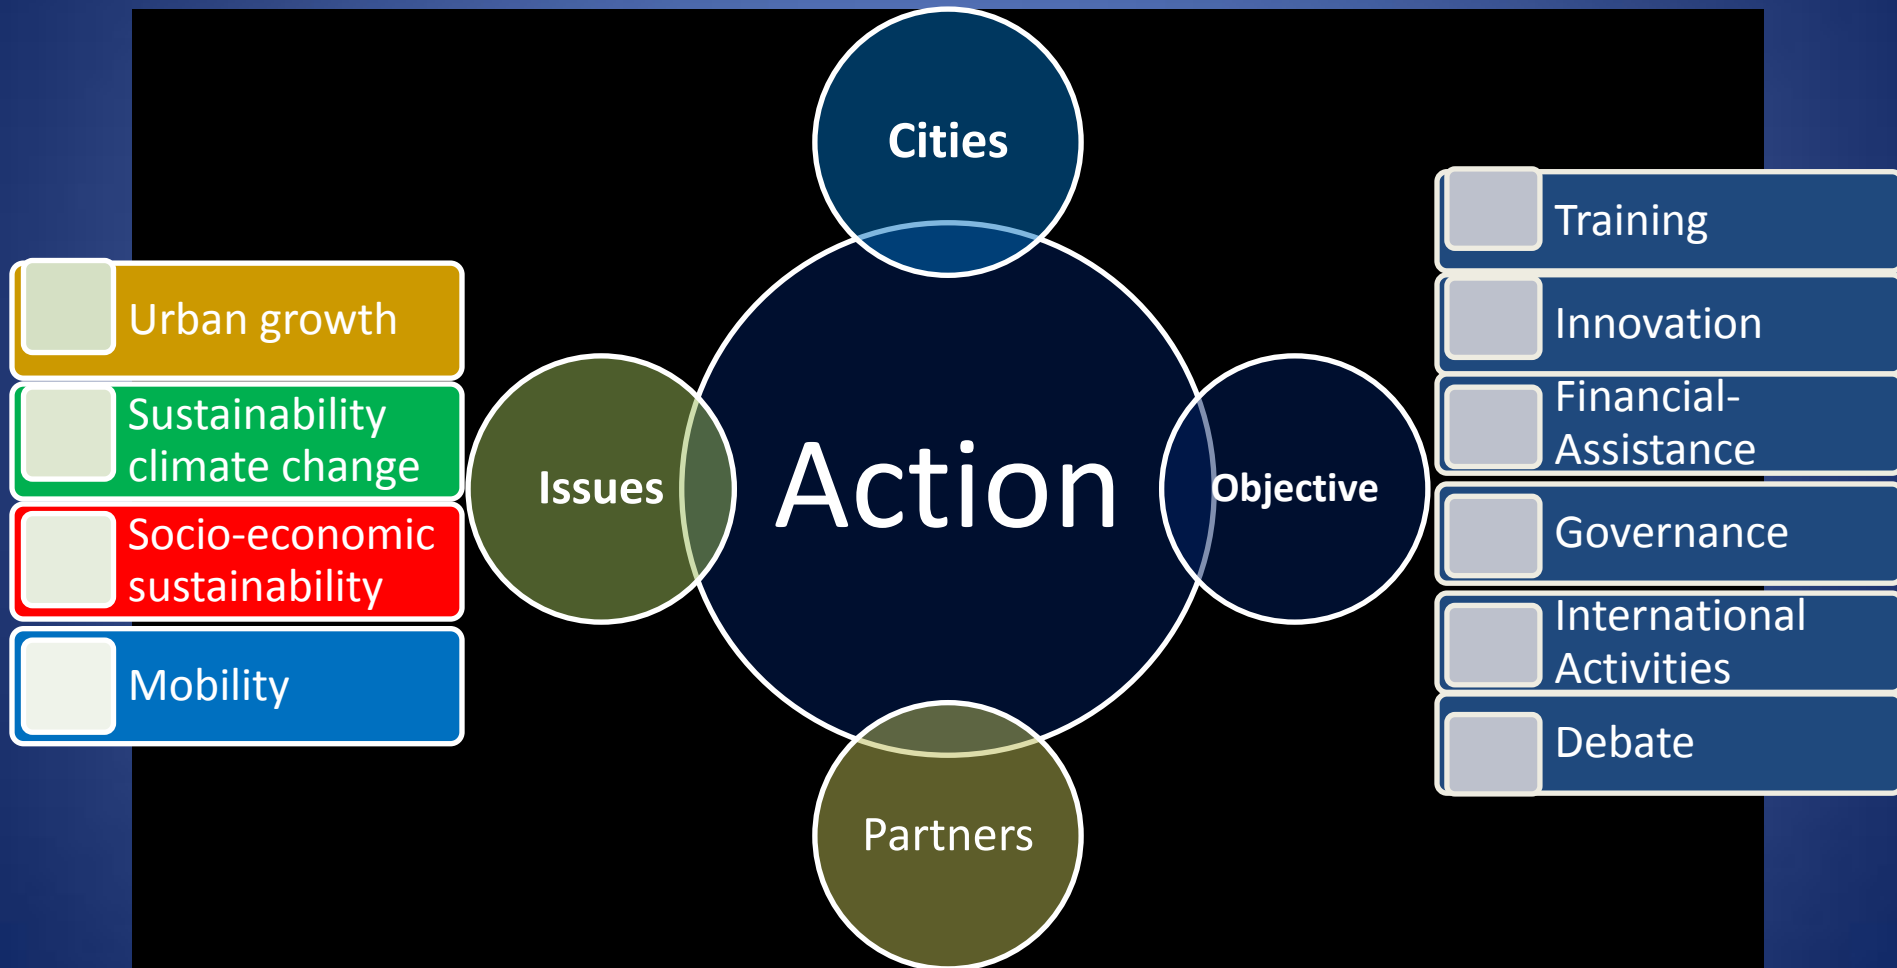 Cities
Urban growth
Sustainability
climate change
Socio-economic
sustainability
Mobility
Issues
Action
Objective
Partners
Training
Innovation
Financial-
Assistance
Governance
International
Activities
Debate